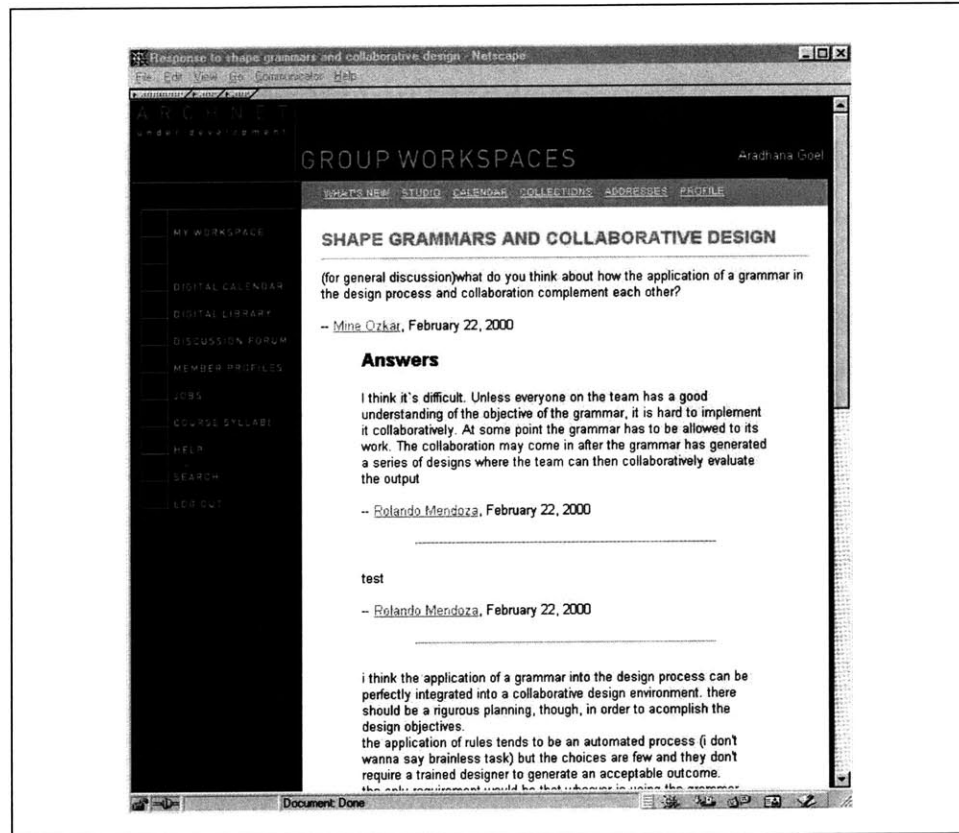 Response to shape grammars and collaborative design - Netscape
File Edit View Go Communicator Help
ARCHNET
under development
GROUP WORKSPACES
Aradhana Goel
WHAT'S NEW STUDIO CALENDAR COLLECTIONS ADDRESSES PROFILE
MY WORKSPACE
DIGITAL CALENDAR
DIGITAL LIBRARY
DISCUSSION FORUM
MEMBER PROFILES
JOBS
COURSE SYLLABI
HELP
SEARCH
LOG OUT
SHAPE GRAMMARS AND COLLABORATIVE DESIGN
(for general discussion)what do you think about how the application of a grammar in
the design process and collaboration complement each other?
-- Mine Ozkar, February 22, 2000
Answers
I think it`s difficult. Unless everyone on the team has a good
understanding of the objective of the grammar, it is hard to implement
it collaboratively. At some point the grammar has to be allowed to its
work. The collaboration may come in after the grammar has generated
a series of designs where the team can then collaboratively evaluate
the output
-- Rolando Mendoza, February 22, 2000
test
-- Rolando Mendoza, February 22, 2000
i think the application of a grammar into the design process can be
perfectly integrated into a collaborative design environment. there
should be a rigurous planning, though, in order to acomplish the
design objectives.
the application of rules tends to be an automated process (i don't
wanna say brainless task) but the choices are few and they don't
require a trained designer to generate an acceptable outcome.
the only requirement would be that whoever is using the grammar
Document: Done